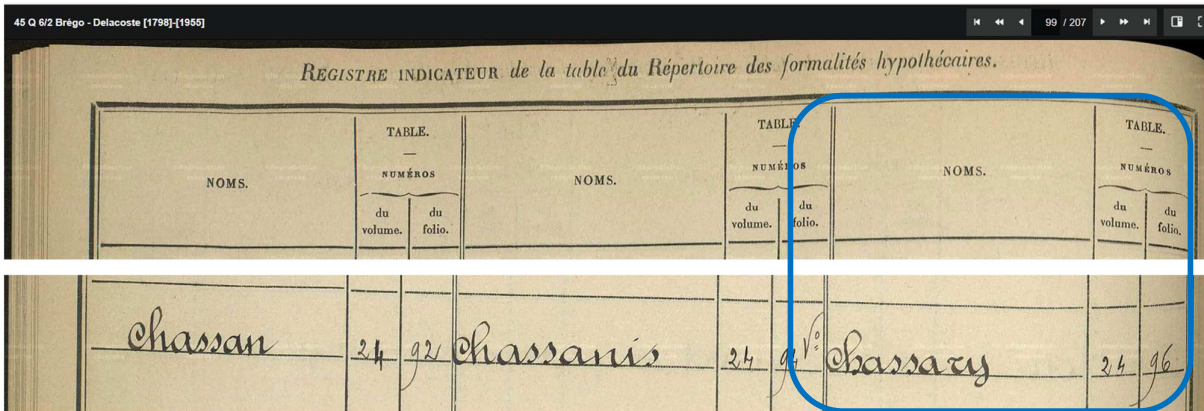 45 Q 6/2 Brégo - Delacoste [1798]-[1955]
99 / 207
REGISTRE INDICATEUR de la table du Répertoire des formalités hypothécaires.
NOMS.
TABLE.
NUMÉROS
du volume.
du folio.
NOMS.
TABLE.
NUMÉROS
du volume.
du folio.
NOMS.
TABLE.
NUMÉROS
du volume.
du folio.
Chassan 24 92 Chassanis 24 94 Vº Chassary 24 96